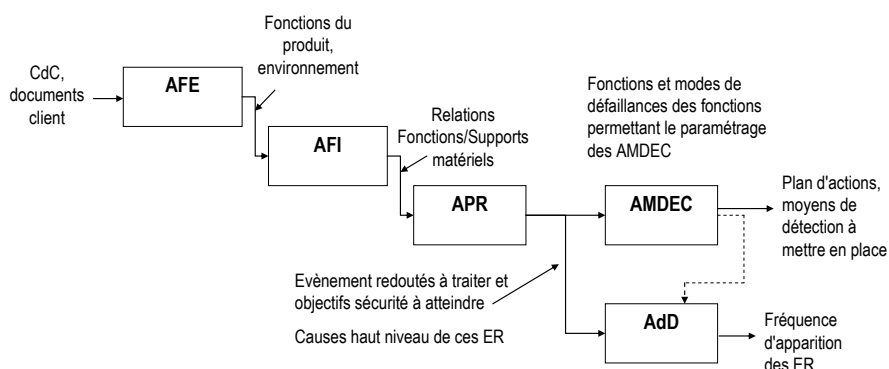 Fonctions du
produit,
environnement
CdC,
documents
client
AFE
Fonctions et modes de
défaillances des fonctions
permettant le paramétrage
des AMDEC
AFI
Relations
Fonctions/Supports
matériels
APR
AMDEC
Plan d'actions,
moyens de
détection à
mettre en place
Evènement redoutés à traiter et
objectifs sécurité à atteindre
Causes haut niveau de ces ER
AdD
Fréquence
d'apparition
des ER